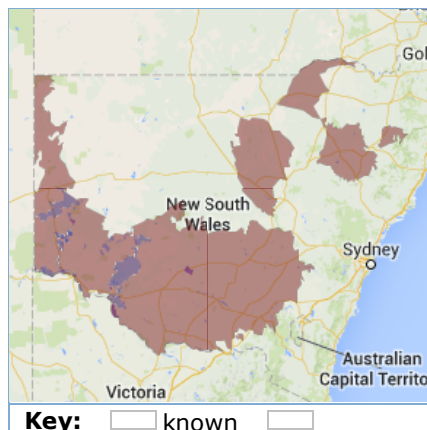 Gol
New South
Wales
Sydney
Australian
Capital Territo
Victoria
Key: known